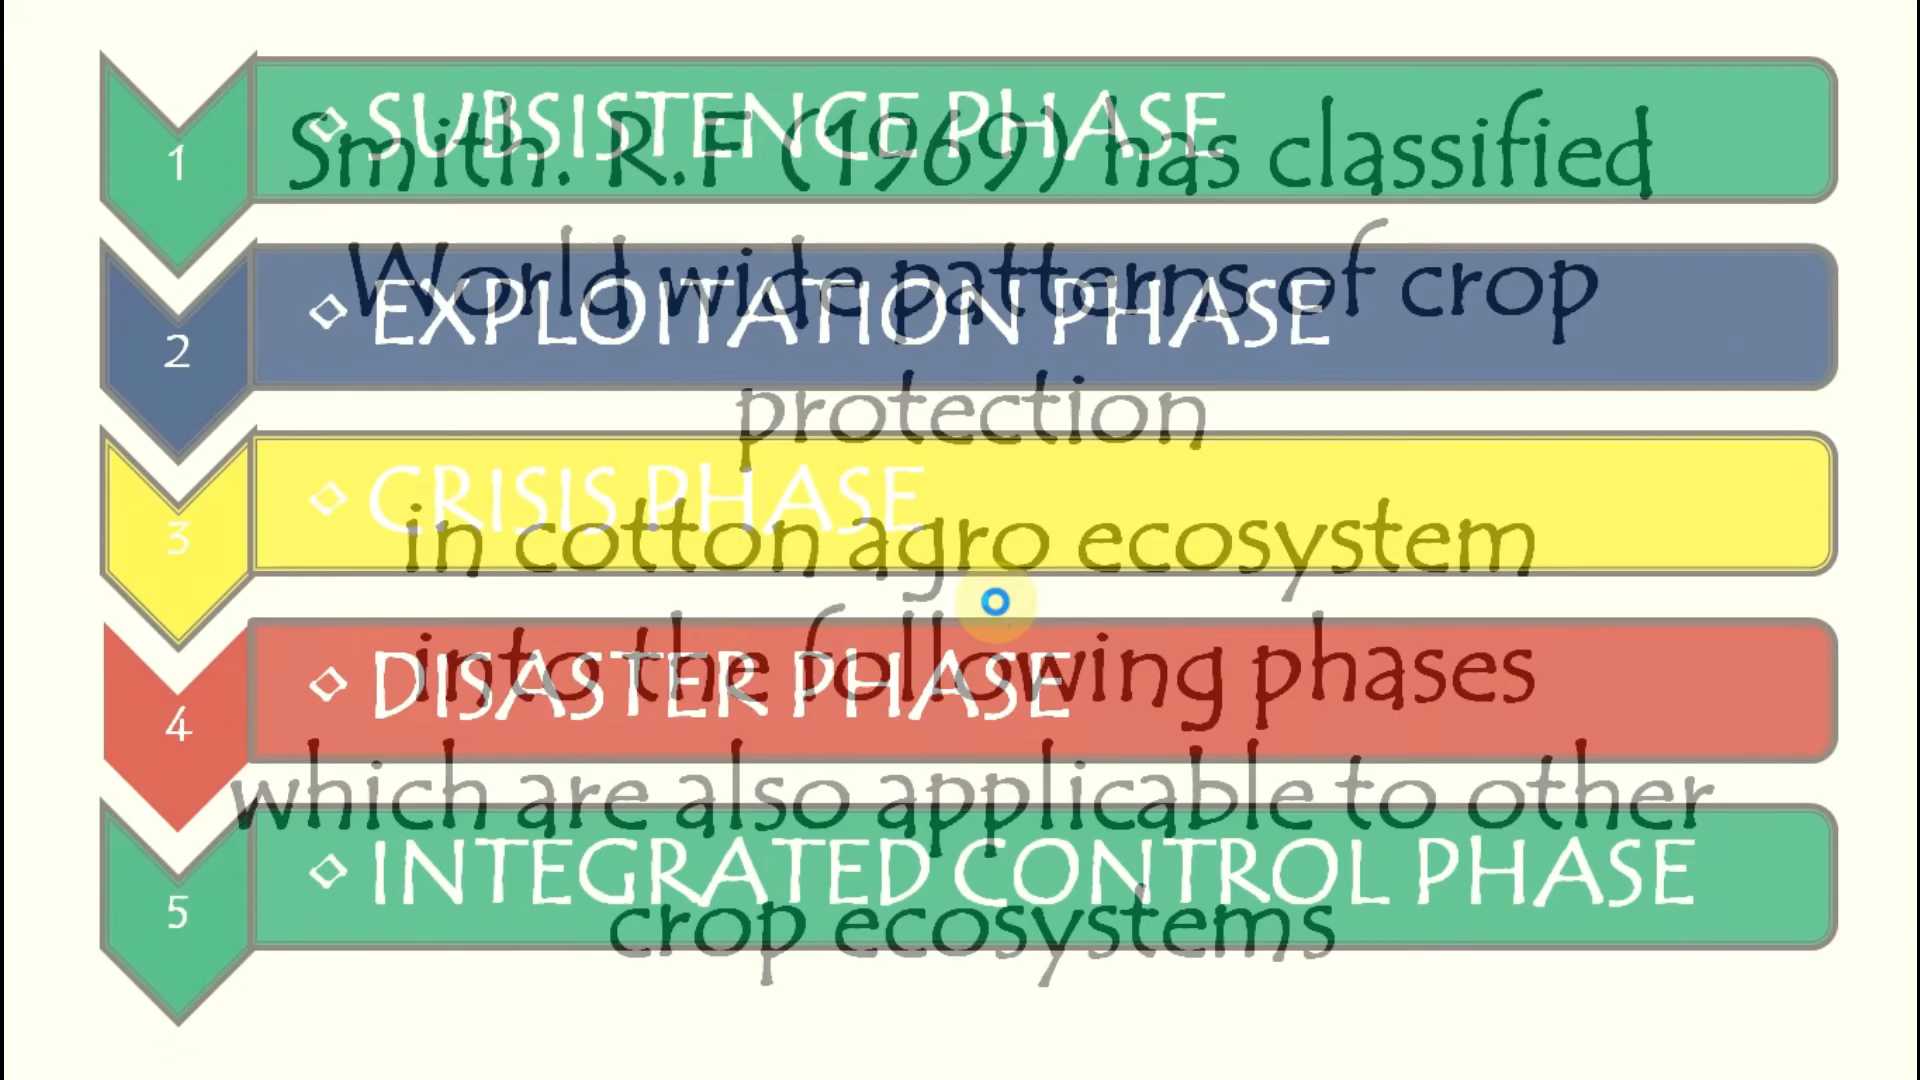 1
◇ SUBSISTENCE PHASE
Smith. R.F (1969) has classified
2
◇ EXPLOITATION PHASE
World wide patterns of crop
protection
3
◇ CRISIS PHASE
in cotton agro ecosystem
4
◇ DISASTER PHASE
into the following phases
which are also applicable to other
5
◇ INTEGRATED CONTROL PHASE
crop ecosystems